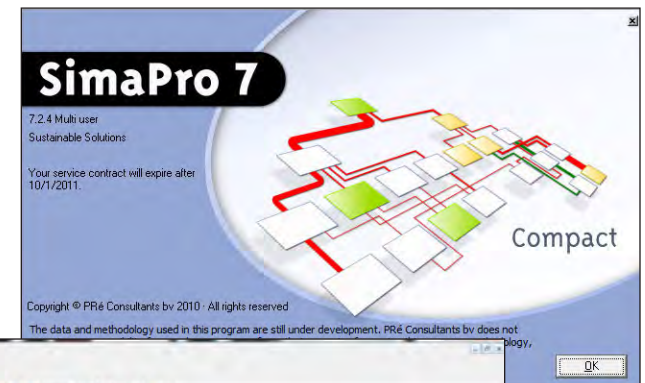 SimaPro 7
7.2.4 Multi user
Sustainable Solutions
Your service contract will expire after
10/1/2011.
Compact
Copyright © PRé Consultants bv 2010 · All rights reserved
The data and methodology used in this program are still under development. PRé Consultants bv does not
OK